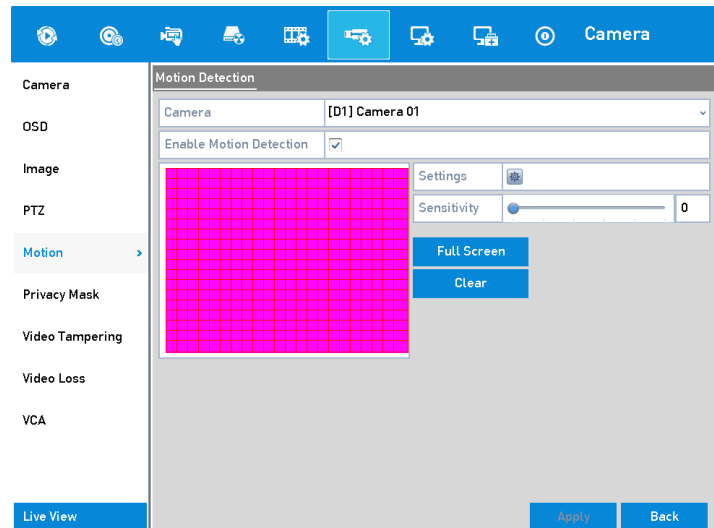 Camera
Camera
OSD
Image
PTZ
Motion >
Privacy Mask
Video Tampering
Video Loss
VCA
Live View
Motion Detection
Camera [D1] Camera 01
Enable Motion Detection
Settings
Sensitivity 0
Full Screen
Clear
Apply Back